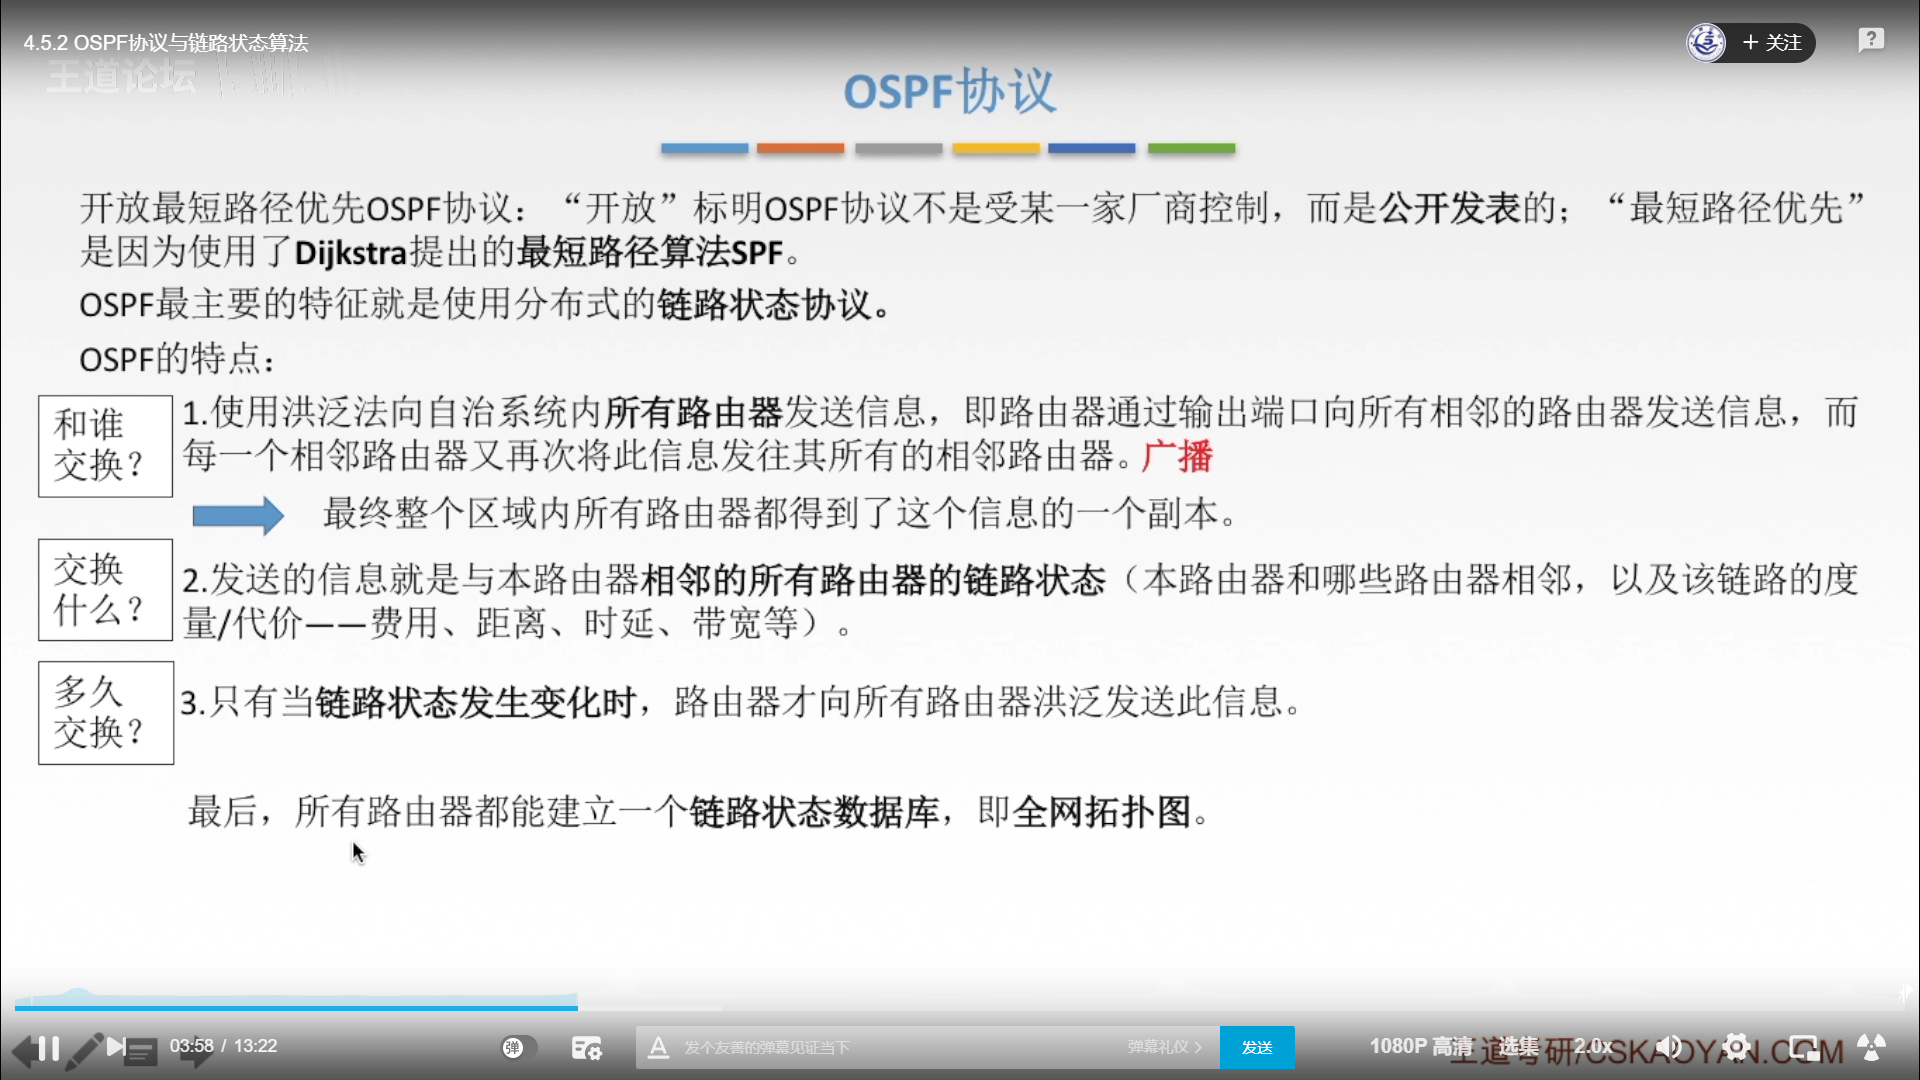 4.5.2 OSPF协议与链路状态算法
+ 关注
王道论坛
OSPF协议
开放最短路径优先OSPF协议：“开放”标明OSPF协议不是受某一家厂商控制，而是公开发表的；“最短路径优先”
是因为使用了Dijkstra提出的最短路径算法SPF。
OSPF最主要的特征就是使用分布式的链路状态协议。
OSPF的特点：
和谁
交换？
1.使用洪泛法向自治系统内所有路由器发送信息，即路由器通过输出端口向所有相邻的路由器发送信息，而
每一个相邻路由器又再次将此信息发往其所有的相邻路由器。广播
最终整个区域内所有路由器都得到了这个信息的一个副本。
交换
什么？
2.发送的信息就是与本路由器相邻的所有路由器的链路状态（本路由器和哪些路由器相邻，以及该链路的度
量/代价——费用、距离、时延、带宽等）。
多久
交换？
3.只有当链路状态发生变化时，路由器才向所有路由器洪泛发送此信息。
最后，所有路由器都能建立一个链路状态数据库，即全网拓扑图。
03:58 / 13:22
弹
A 发个友善的弹幕见证当下
弹幕礼仪 >
发送
1080P 高清
选集
2.0x
王道考研/CSKAOYAN.COM